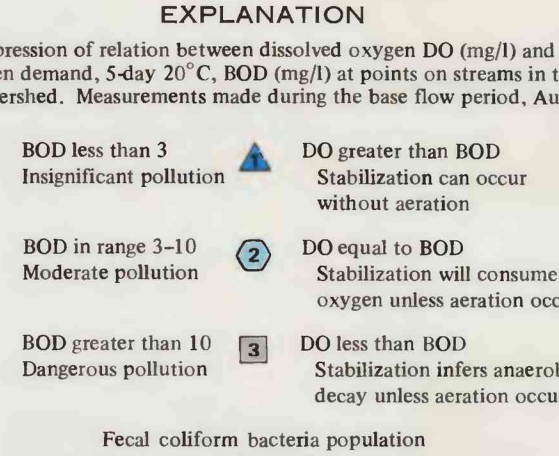 EXPLANATION
pression of relation between dissolved oxygen DO (mg/l) and
en demand, 5-day 20°C, BOD (mg/l) at points on streams in t
ershed. Measurements made during the base flow period, Au
BOD less than 3
Insignificant pollution
1
DO greater than BOD
Stabilization can occur
without aeration
BOD in range 3-10
Moderate pollution
2
DO equal to BOD
Stabilization will consume
oxygen unless aeration occ
BOD greater than 10
Dangerous pollution
3
DO less than BOD
Stabilization infers anaerob
decay unless aeration occu
Fecal coliform bacteria population